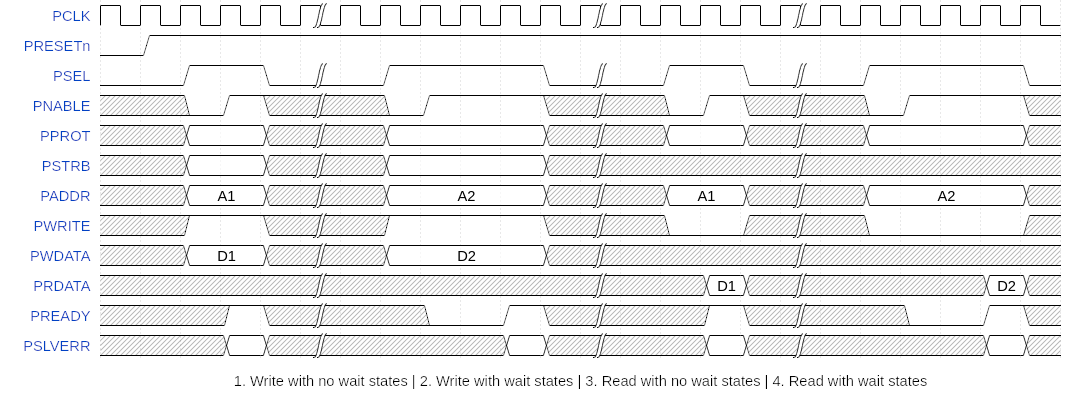 PCLK
PRESETn
PSEL
PNABLE
PPROT
PSTRB
PADDR A1 A2 A1 A2
PWRITE
PWDATA D1 D2
PRDATA D1 D2
PREADY
PSLVERR
1. Write with no wait states | 2. Write with wait states | 3. Read with no wait states | 4. Read with wait states